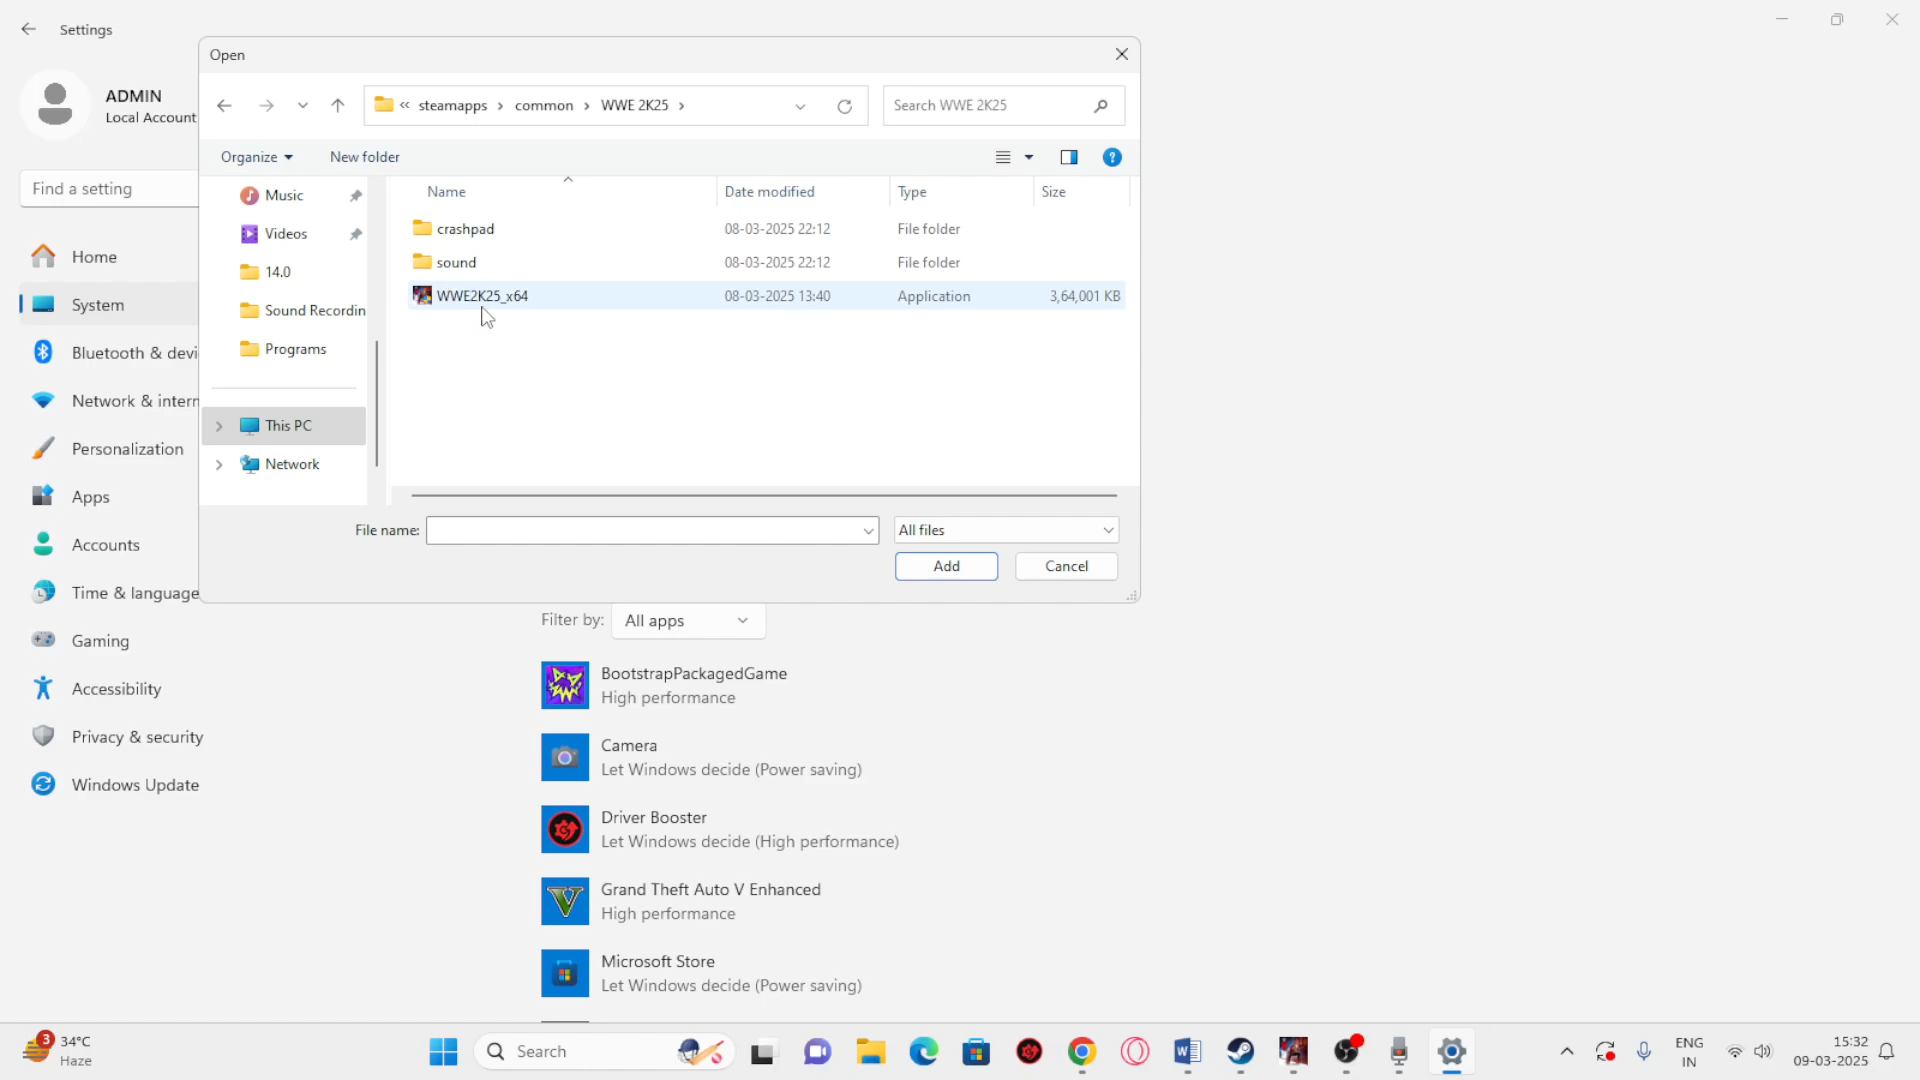 Settings
ADMIN
Local Account
Find a setting
Home
System
Bluetooth & devi
Network & intern
Personalization
Apps
Accounts
Time & language
Gaming
Accessibility
Privacy & security
Windows Update
Open
« steamapps › common › WWE 2K25 ›
Search WWE 2K25
Organize
New folder
?
Music
Videos
14.0
Sound Recordin
Programs
This PC
Network
Name Date modified Type Size
crashpad 08-03-2025 22:12 File folder
sound 08-03-2025 22:12 File folder
WWE2K25_x64 08-03-2025 13:40 Application 3,64,001 KB
File name:
All files
Add
Cancel
Filter by: All apps
BootstrapPackagedGame
High performance
Camera
Let Windows decide (Power saving)
Driver Booster
Let Windows decide (High performance)
Grand Theft Auto V Enhanced
High performance
Microsoft Store
Let Windows decide (Power saving)
3
34°C
Haze
Search
ENG
IN
15:32
09-03-2025